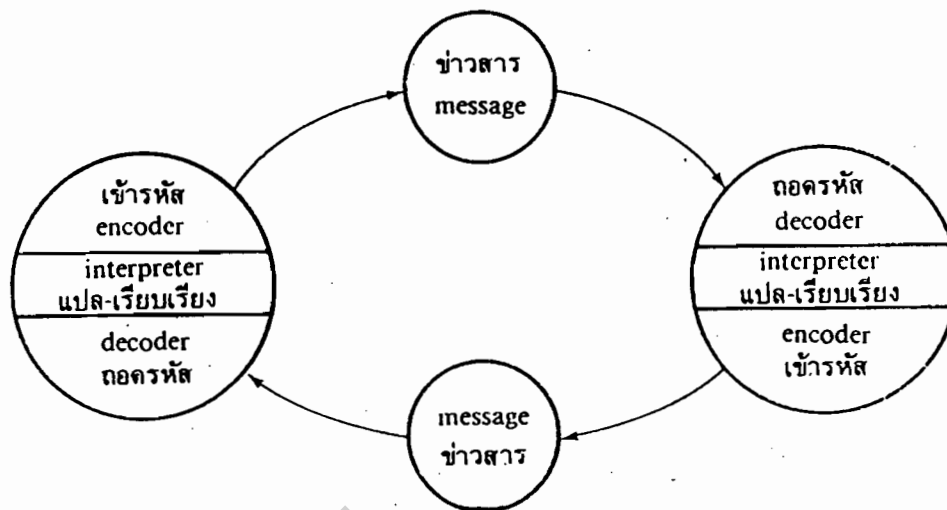 ข่าวสาร
message
เข้ารหัส
encoder
interpreter
แปล-เรียบเรียง
decoder
ถอดรหัส
ถอดรหัส
decoder
interpreter
แปล-เรียบเรียง
encoder
เข้ารหัส
message
ข่าวสาร